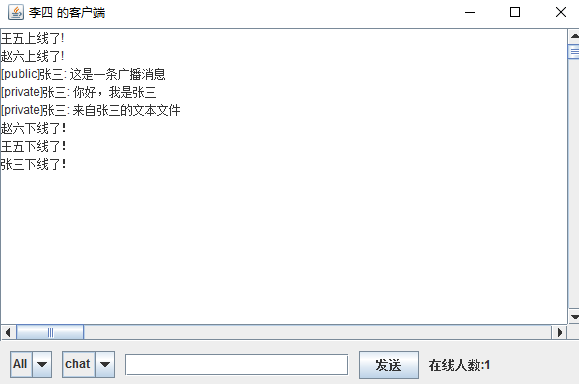 李四 的客户端
王五上线了!
赵六上线了!
[public]张三: 这是一条广播消息
[private]张三: 你好，我是张三
[private]张三: 来自张三的文本文件
赵六下线了！
王五下线了！
张三下线了！
All chat 发送 在线人数:1